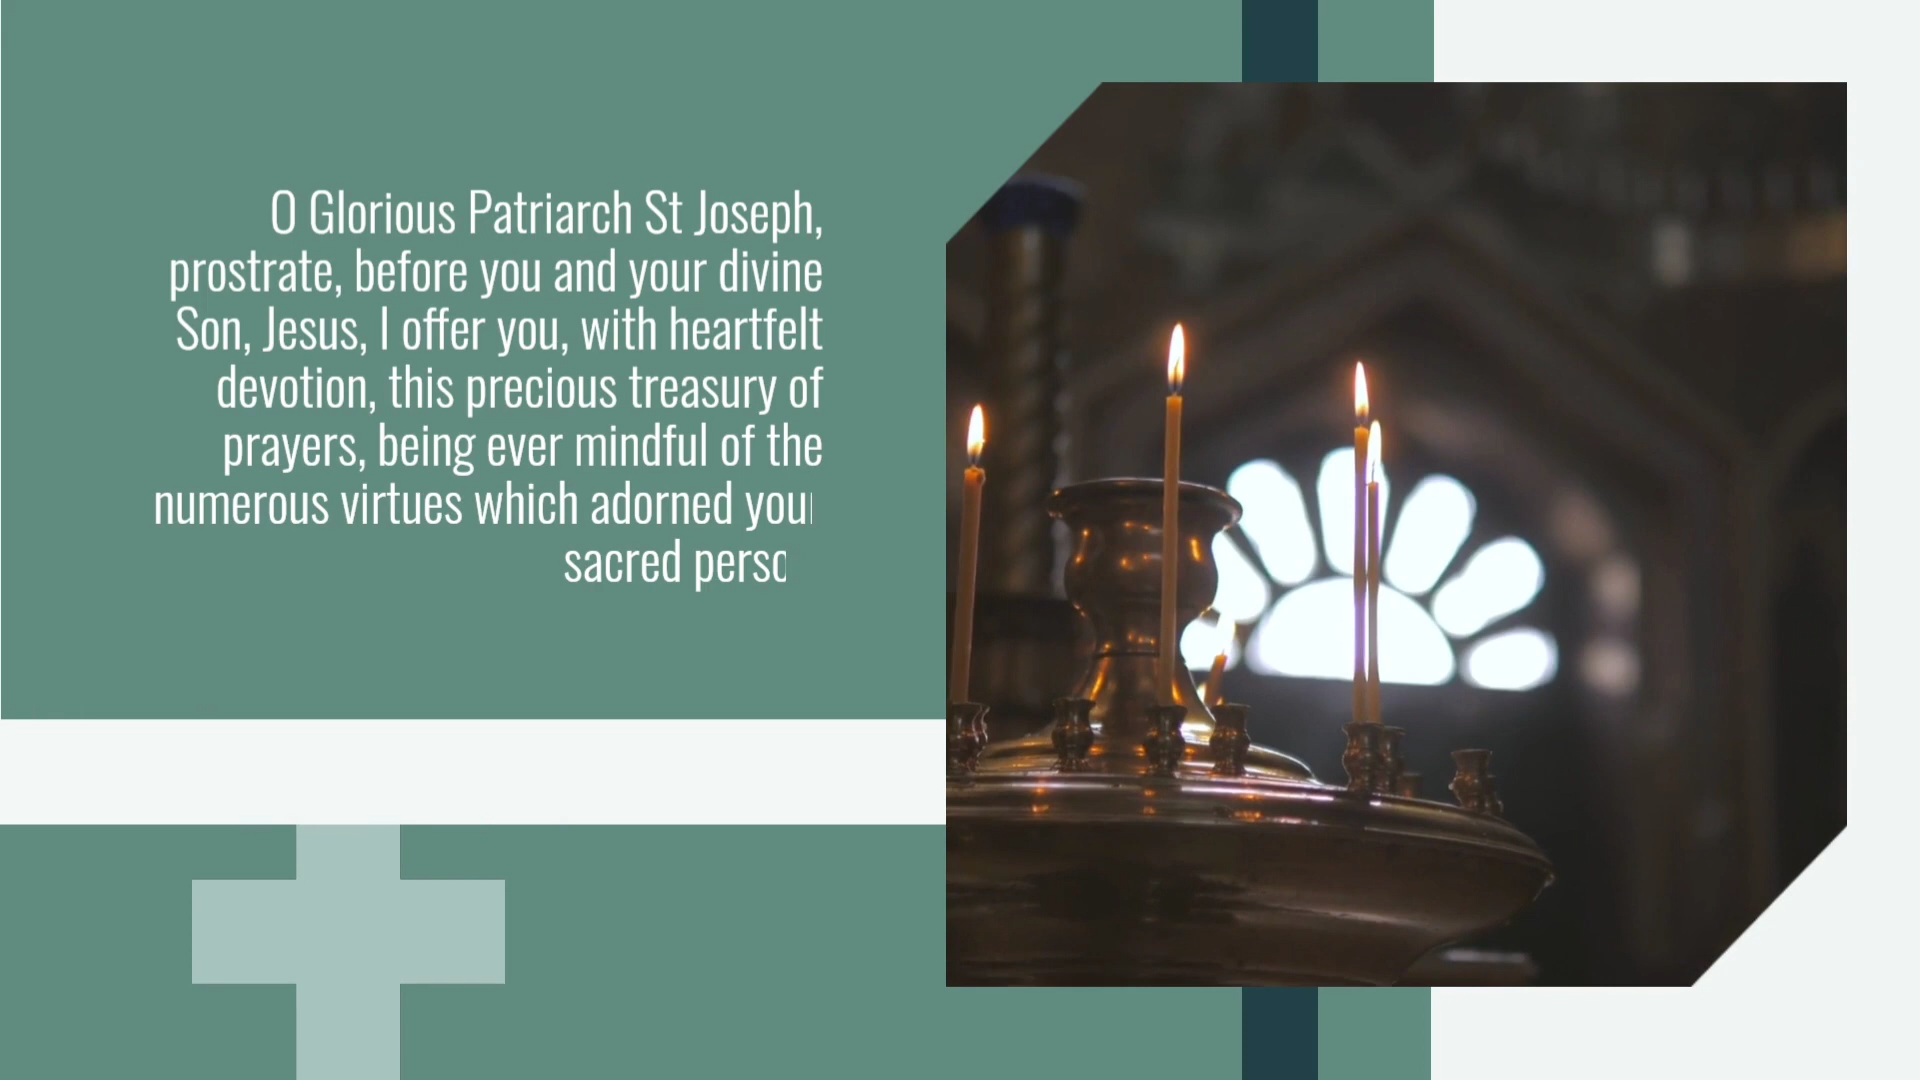 O Glorious Patriarch St Joseph,
prostrate, before you and your divine
Son, Jesus, I offer you, with heartfelt
devotion, this precious treasury of
prayers, being ever mindful of the
numerous virtues which adorned your
sacred perso